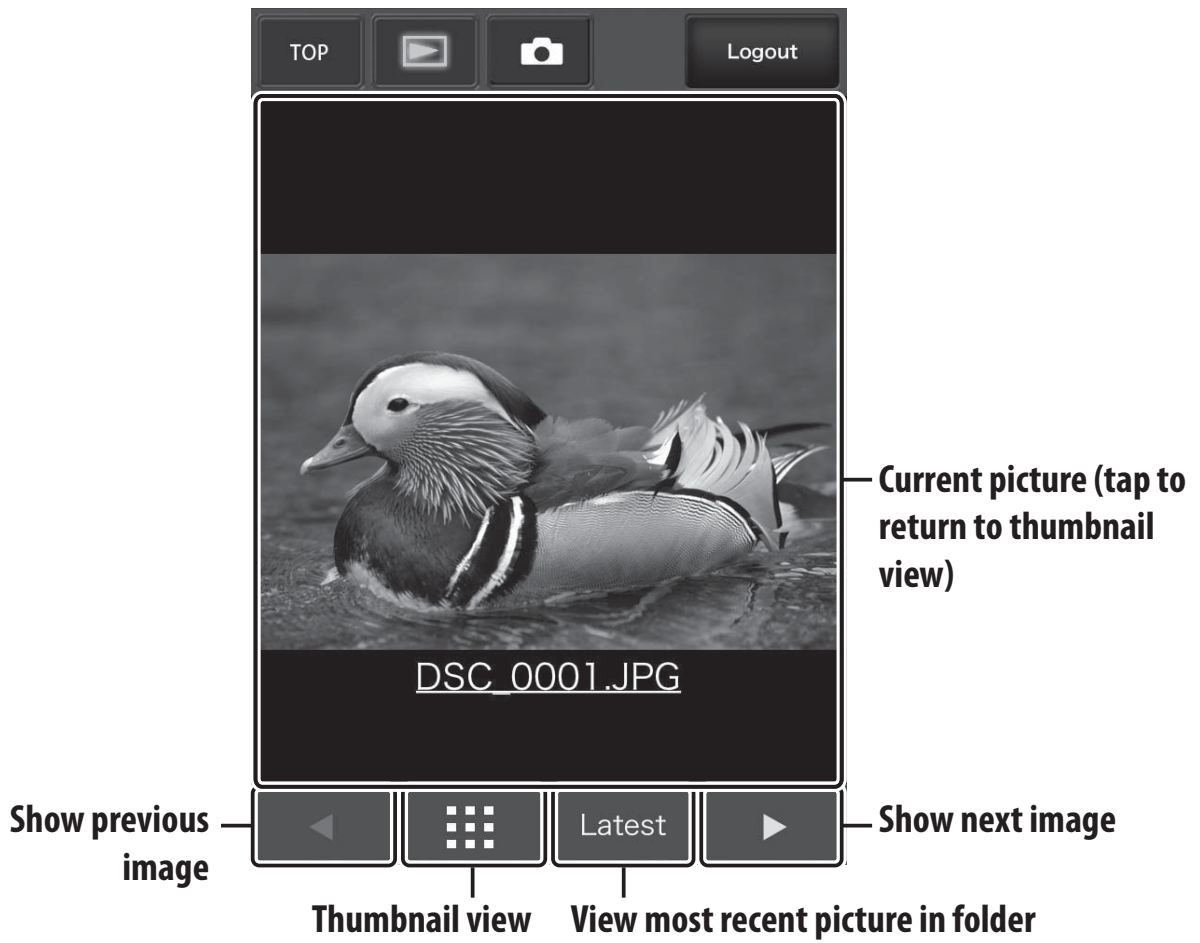 TOP
Logout
Current picture (tap to
return to thumbnail
view)
DSC_0001.JPG
Show previous
image
Latest
Show next image
Thumbnail view
View most recent picture in folder